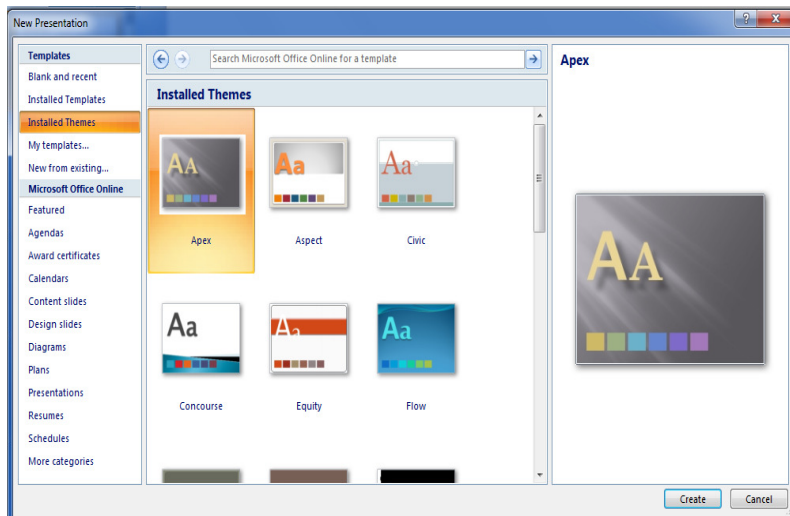 New Presentation
Templates
Blank and recent
Installed Templates
Installed Themes
My templates...
New from existing...
Microsoft Office Online
Featured
Agendas
Award certificates
Calendars
Content slides
Design slides
Diagrams
Plans
Presentations
Resumes
Schedules
More categories
Search Microsoft Office Online for a template
Installed Themes
AA
Aa
Aa
Apex
Aspect
Civic
Aa
Aa
Aa
Concourse
Equity
Flow
Apex
AA
Create
Cancel